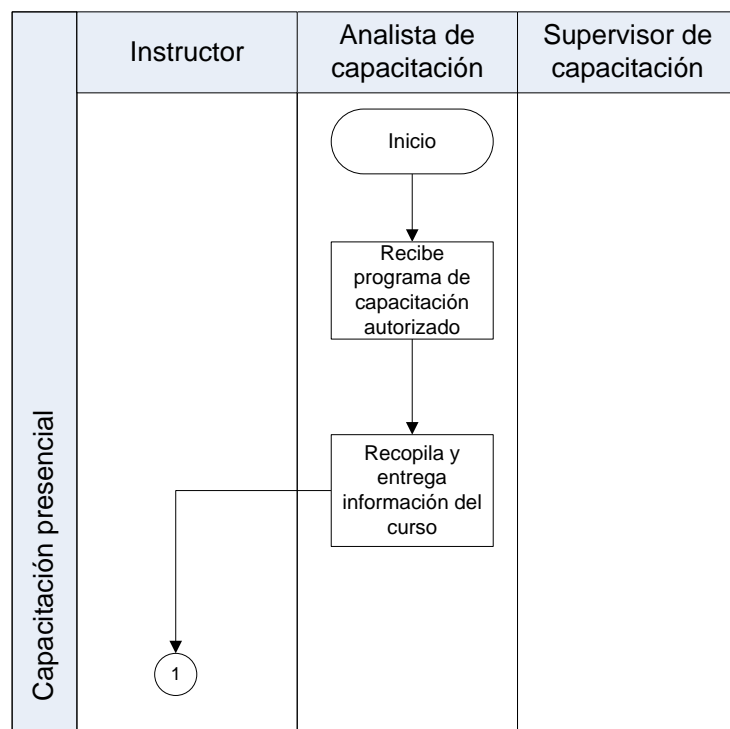 Instructor
Analista de
capacitación
Supervisor de
capacitación
Capacitación presencial
Inicio
Recibe
programa de
capacitación
autorizado
Recopila y
entrega
información del
curso
1